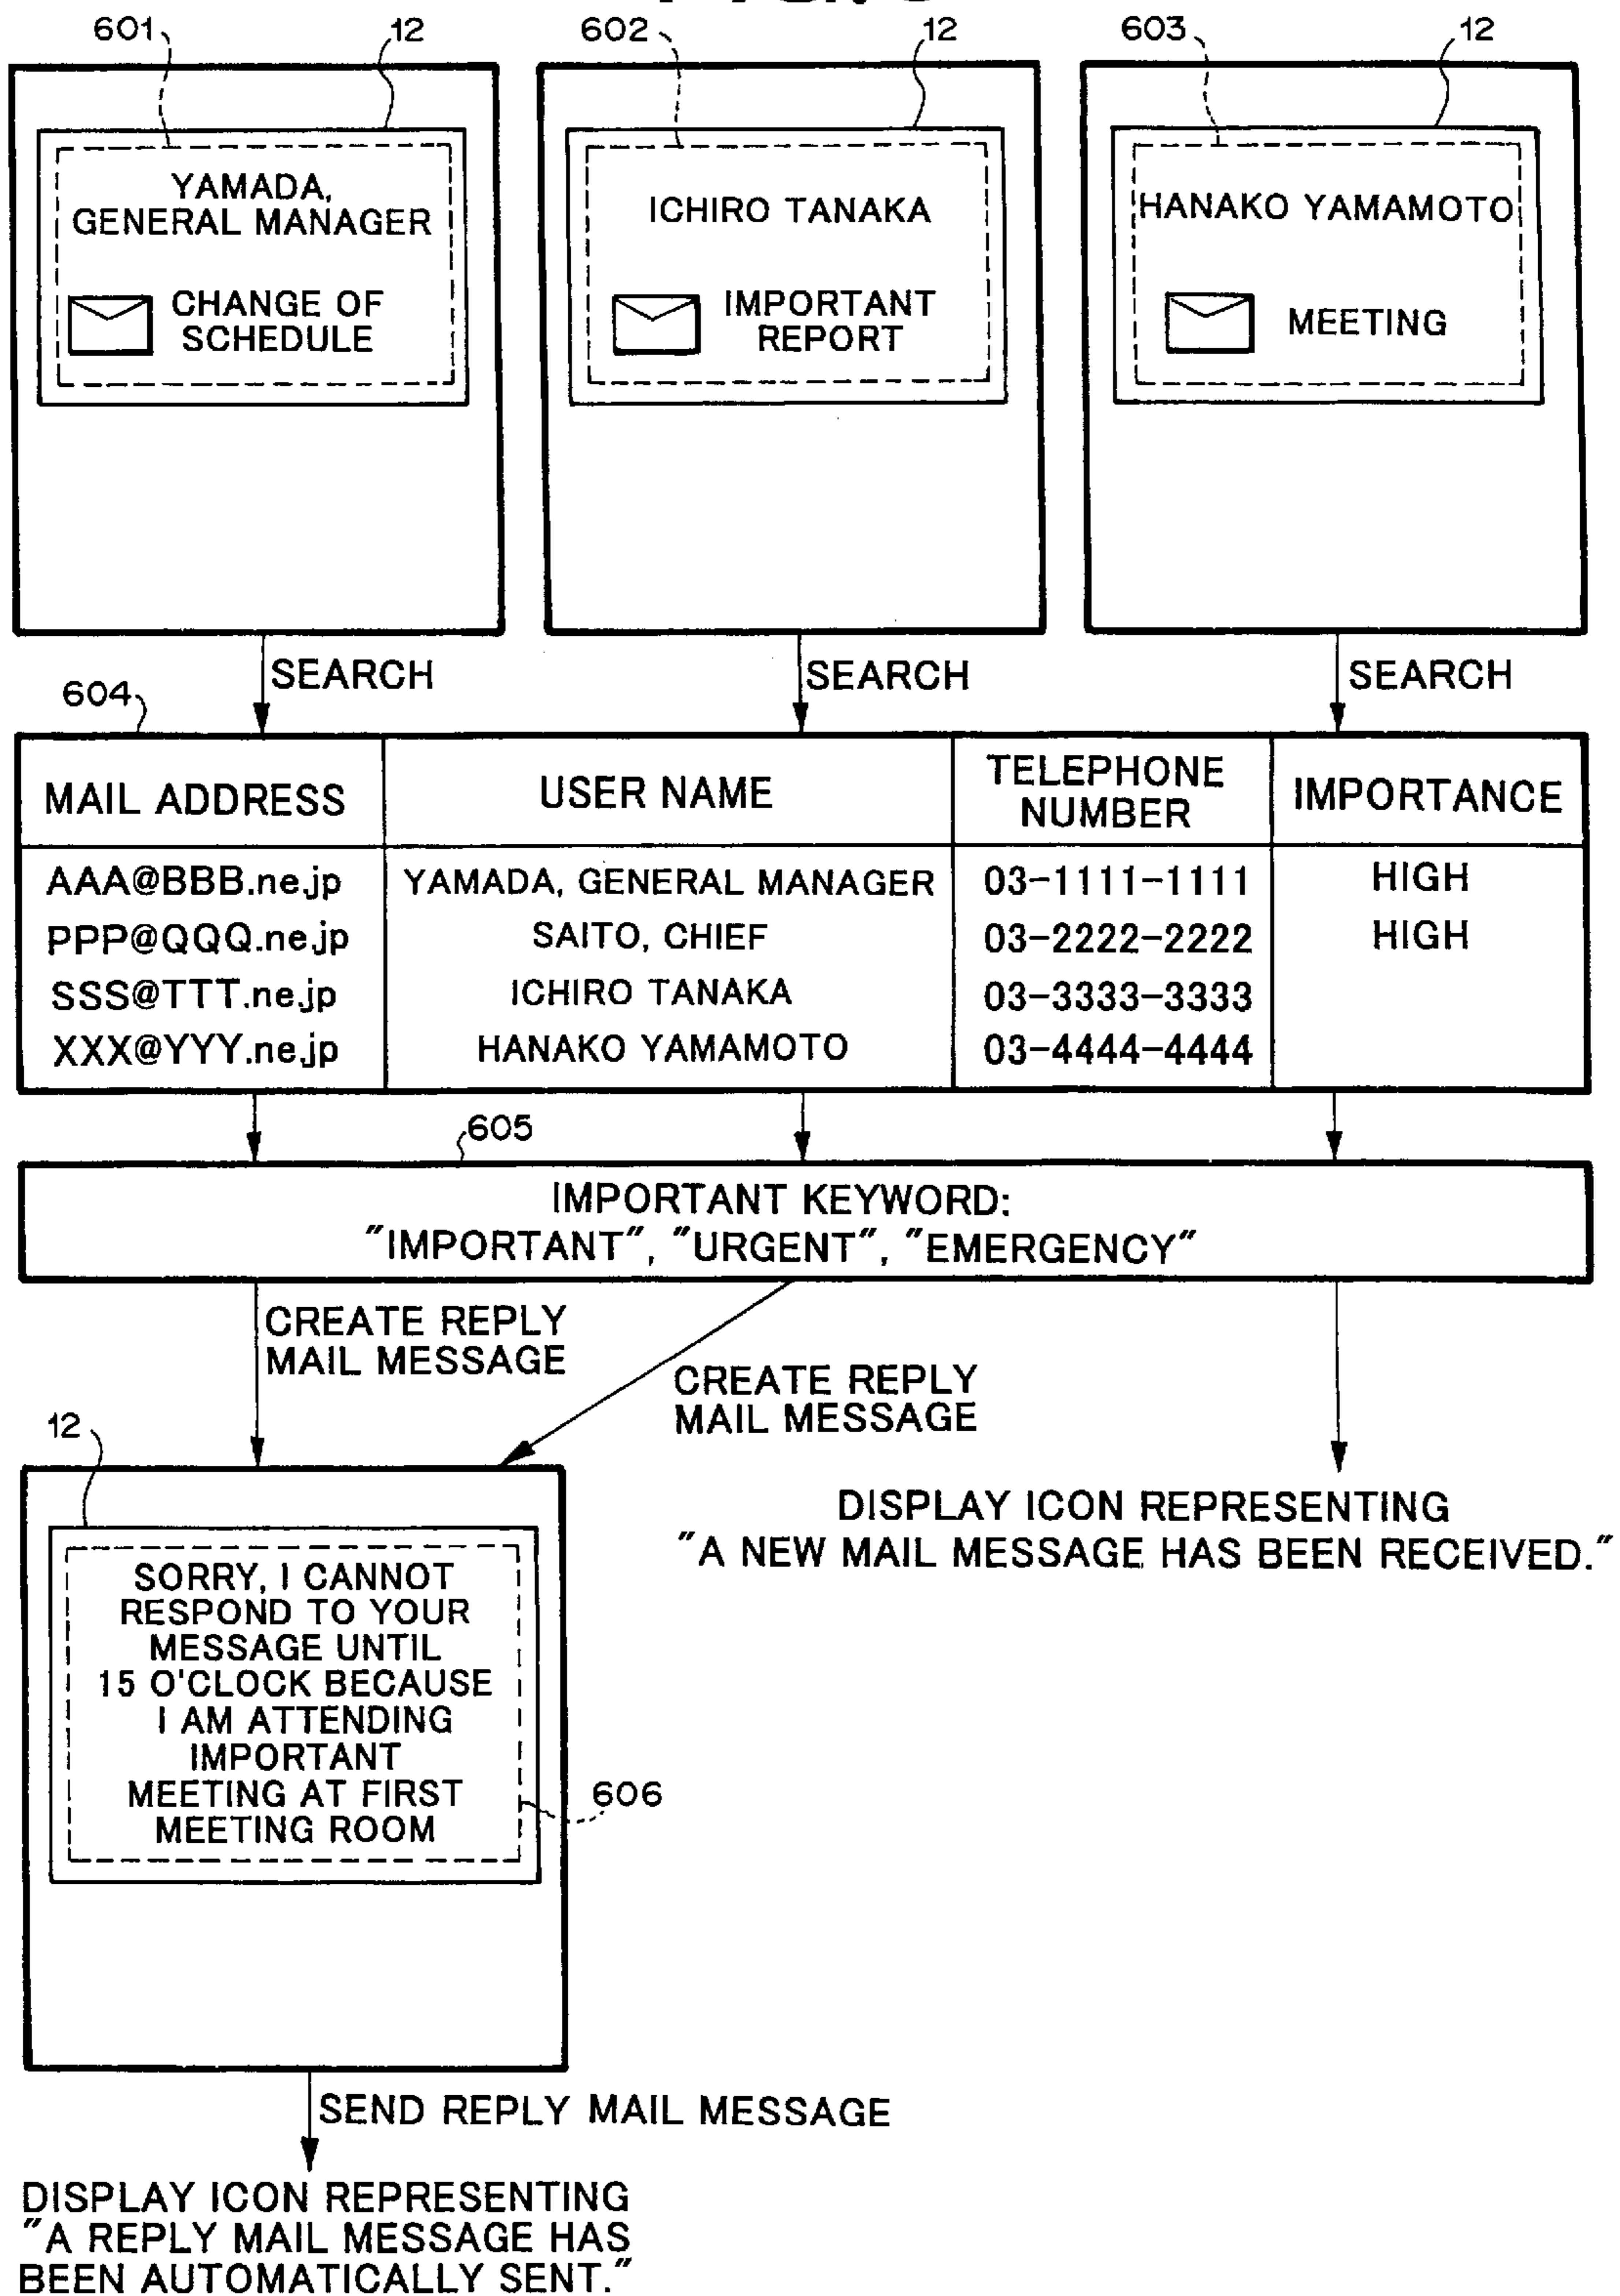 601 12 602 12 603 12
YAMADA,
GENERAL MANAGER
CHANGE OF
SCHEDULE
ICHIRO TANAKA
IMPORTANT
REPORT
HANAKO YAMAMOTO
MEETING
SEARCH SEARCH SEARCH
604
MAIL ADDRESS USER NAME TELEPHONE NUMBER IMPORTANCE
AAA@BBB.ne.jp YAMADA, GENERAL MANAGER 03-1111-1111 HIGH
PPP@QQQ.ne.jp SAITO, CHIEF 03-2222-2222 HIGH
SSS@TTT.ne.jp ICHIRO TANAKA 03-3333-3333
XXX@YYY.ne.jp HANAKO YAMAMOTO 03-4444-4444
605
IMPORTANT KEYWORD:
"IMPORTANT", "URGENT", "EMERGENCY"
CREATE REPLY
MAIL MESSAGE
CREATE REPLY
MAIL MESSAGE
12
DISPLAY ICON REPRESENTING
"A NEW MAIL MESSAGE HAS BEEN RECEIVED."
SORRY, I CANNOT
RESPOND TO YOUR
MESSAGE UNTIL
15 O'CLOCK BECAUSE
I AM ATTENDING
IMPORTANT
MEETING AT FIRST
MEETING ROOM
606
SEND REPLY MAIL MESSAGE
DISPLAY ICON REPRESENTING
"A REPLY MAIL MESSAGE HAS
BEEN AUTOMATICALLY SENT."